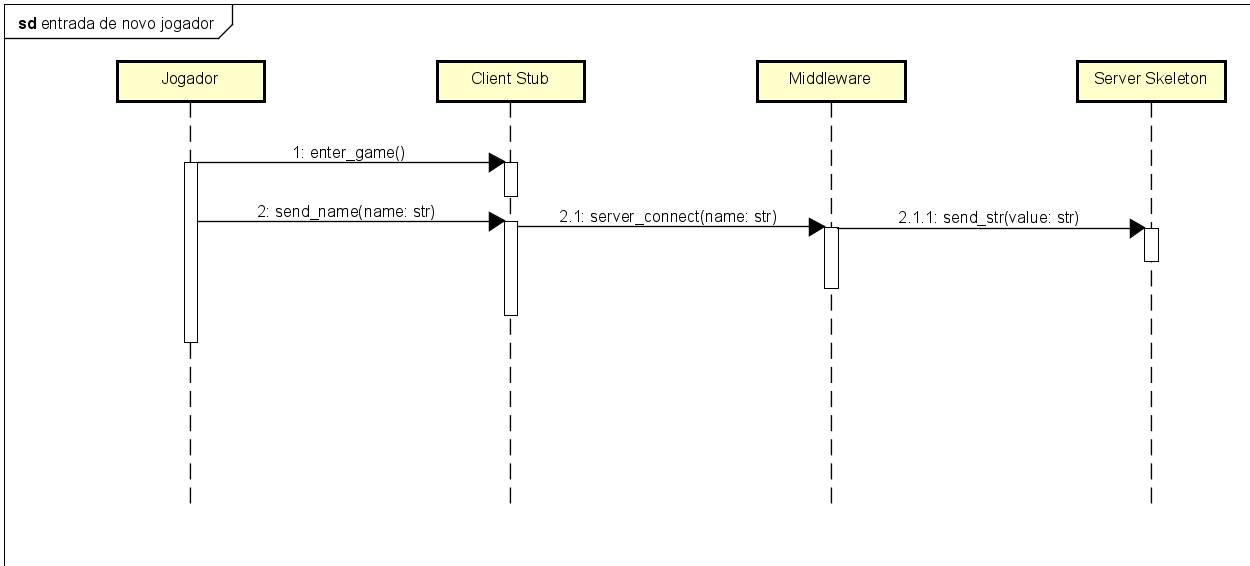 sd entrada de novo jogador
Jogador
Client Stub
Middleware
Server Skeleton
1: enter_game()
2: send_name(name: str)
2.1: server_connect(name: str)
2.1.1: send_str(value: str)